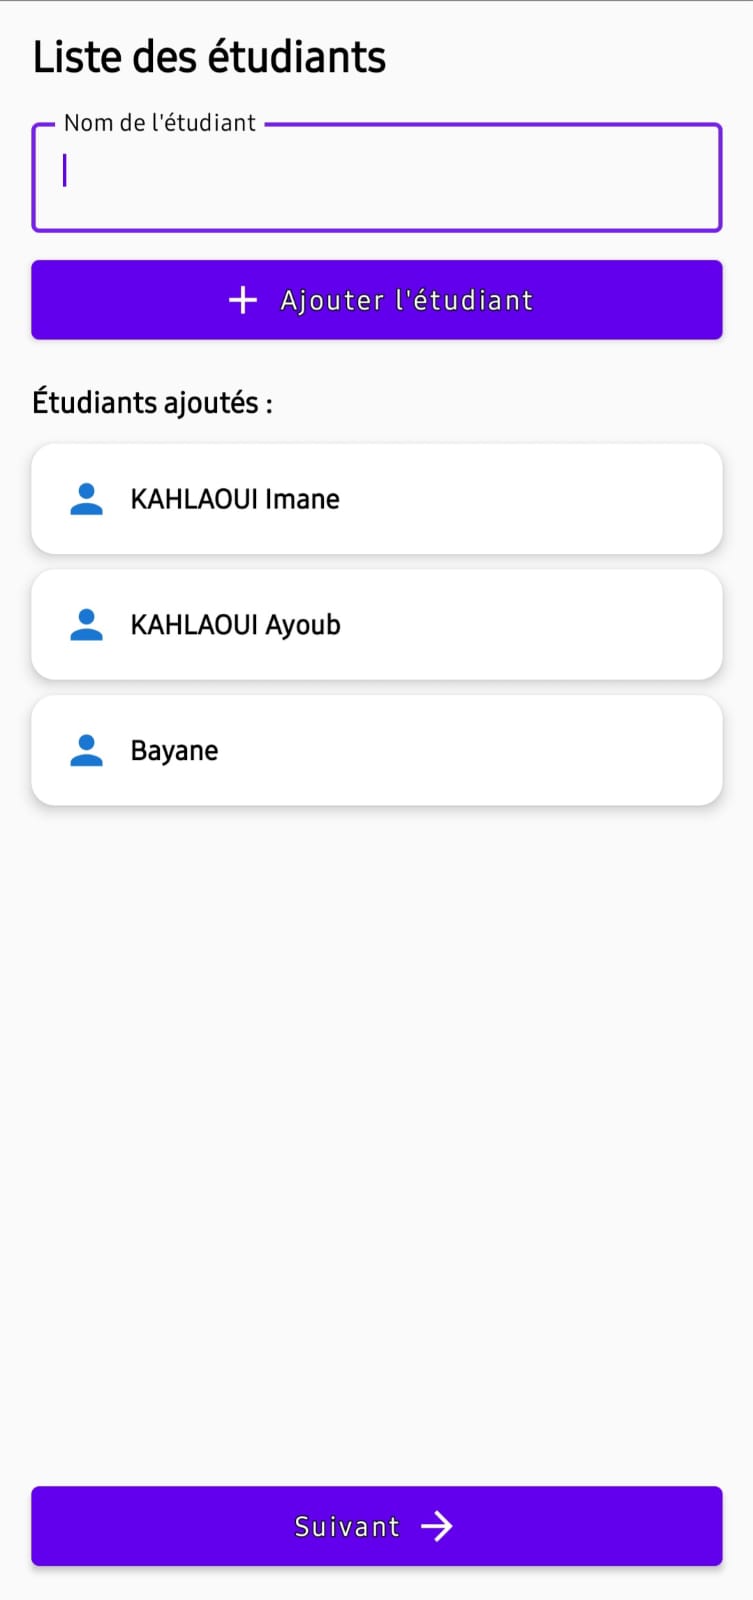 Liste des étudiants
Nom de l'étudiant
Ajouter l'étudiant
Étudiants ajoutés :
KAHLAOUI Imane
KAHLAOUI Ayoub
Bayane
Suivant